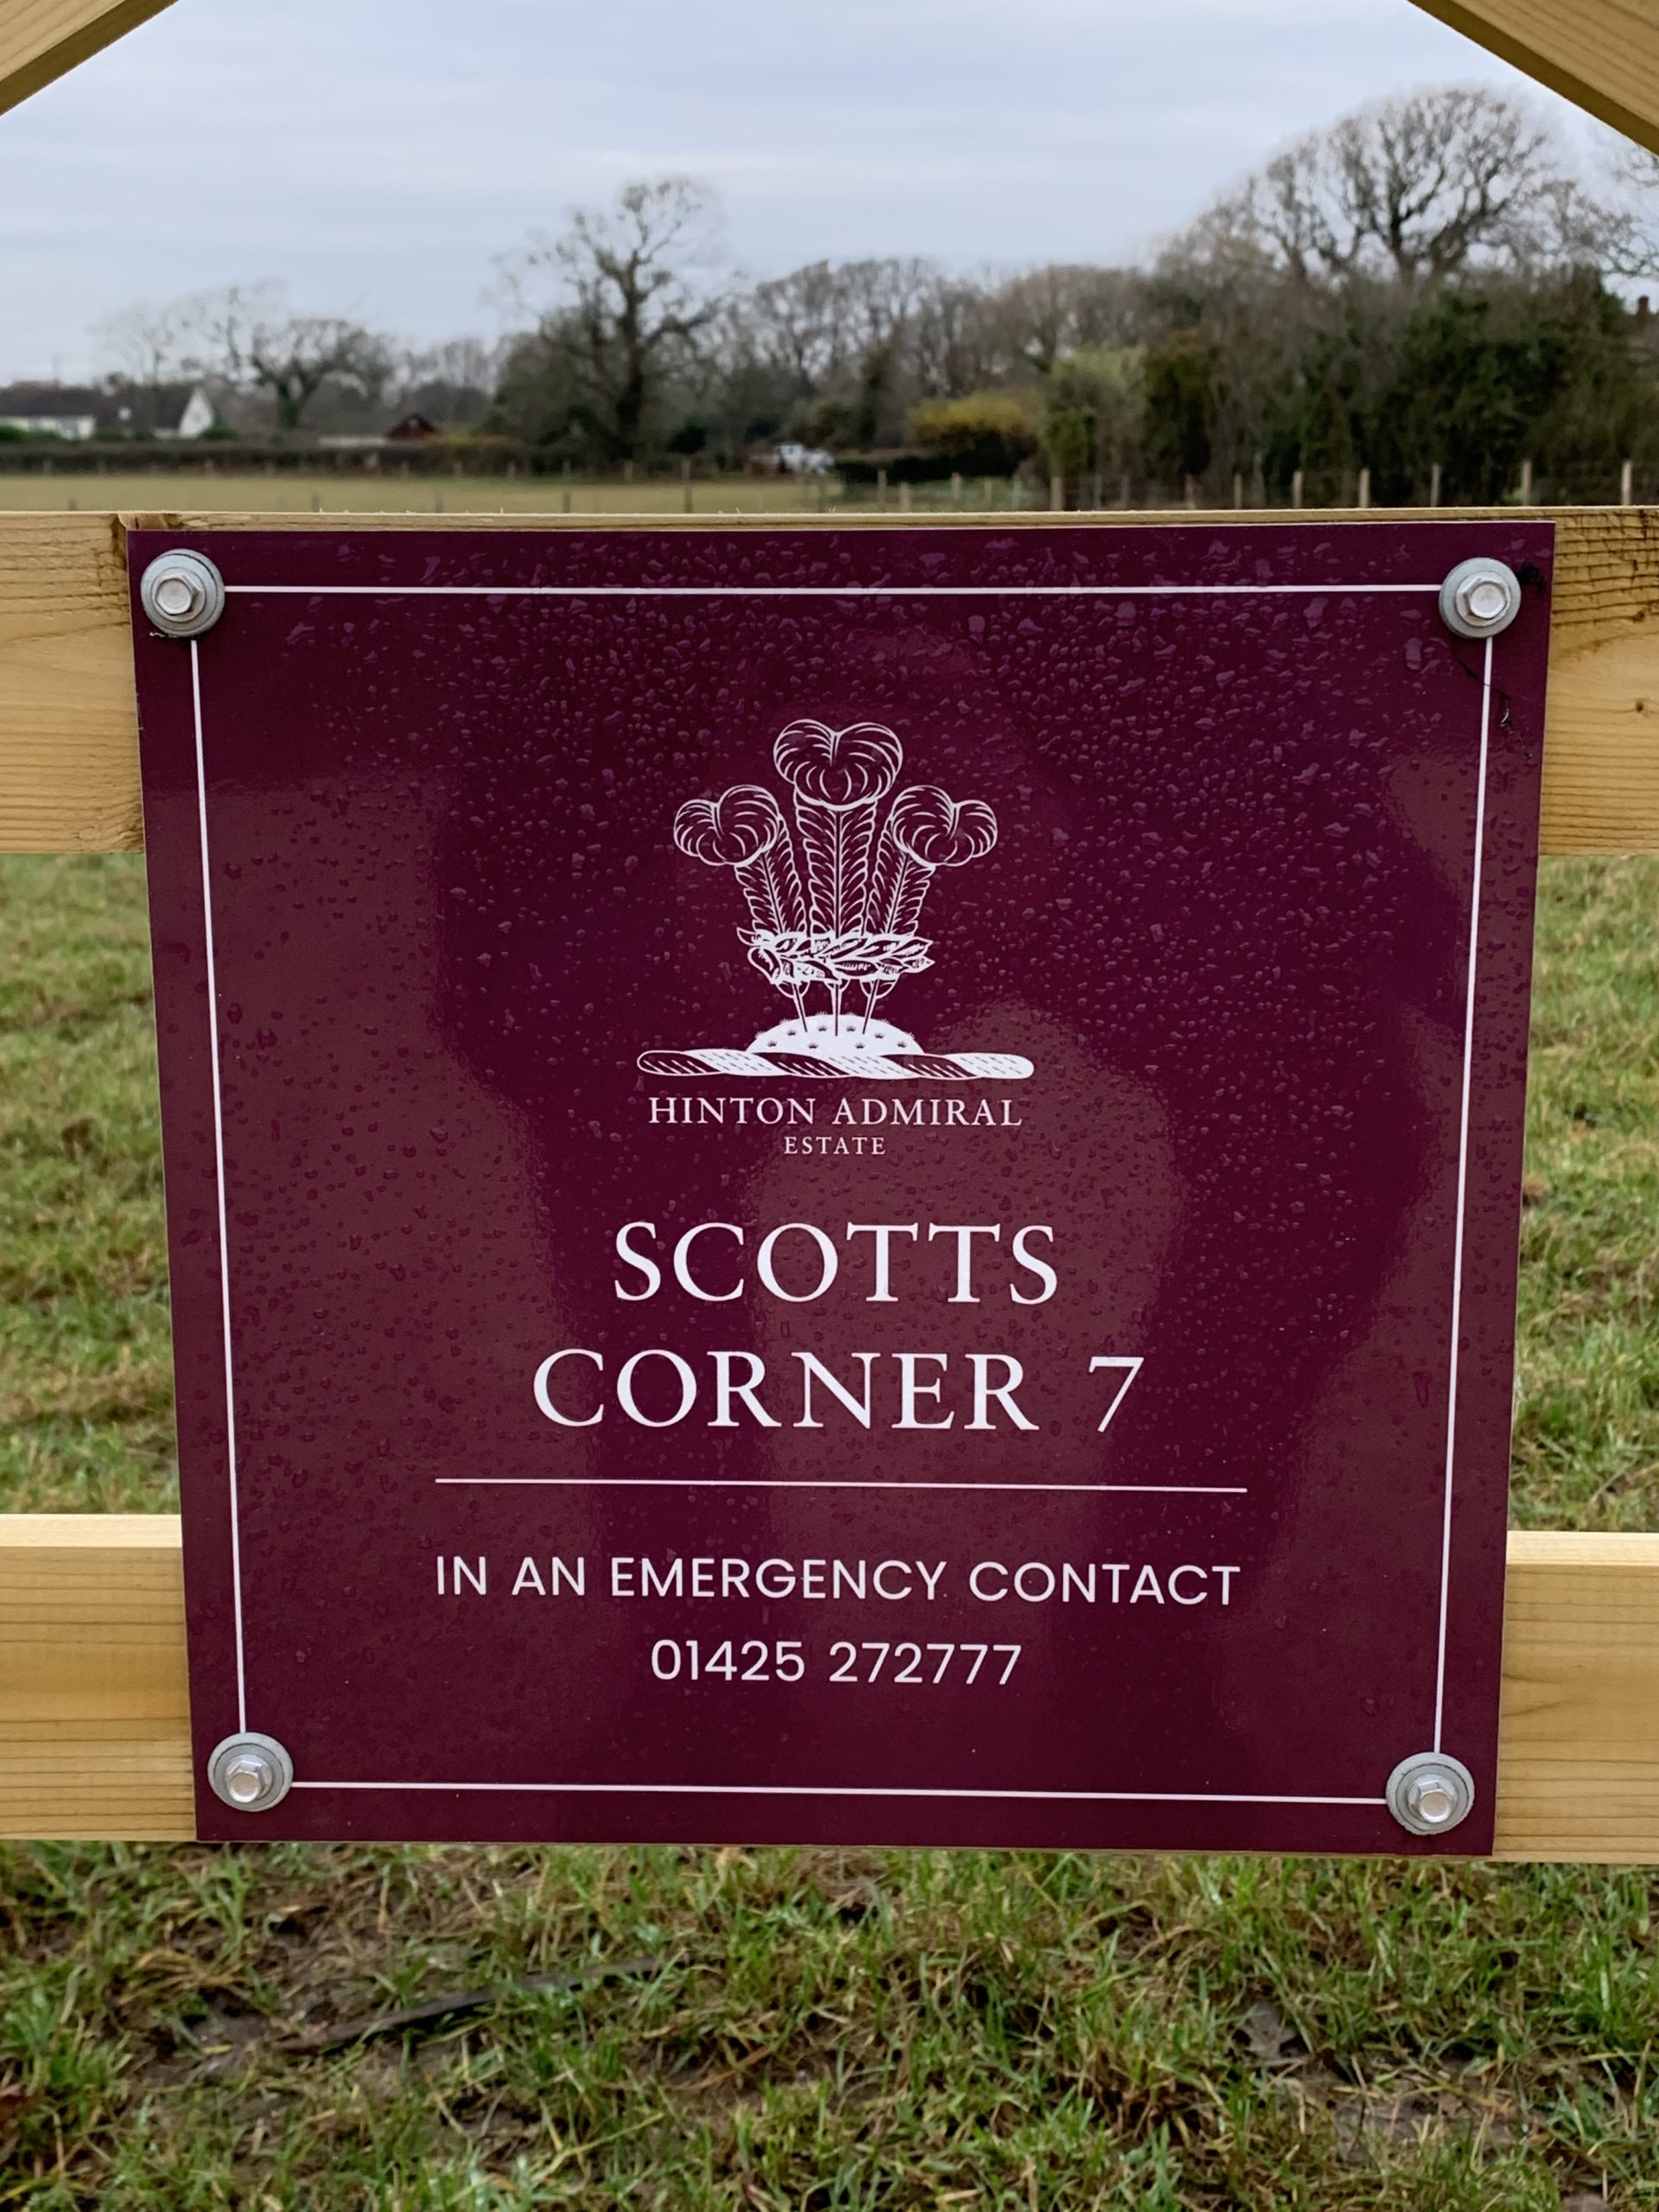 HINTON ADMIRAL
ESTATE
SCOTTS
CORNER 7
IN AN EMERGENCY CONTACT
01425 272777